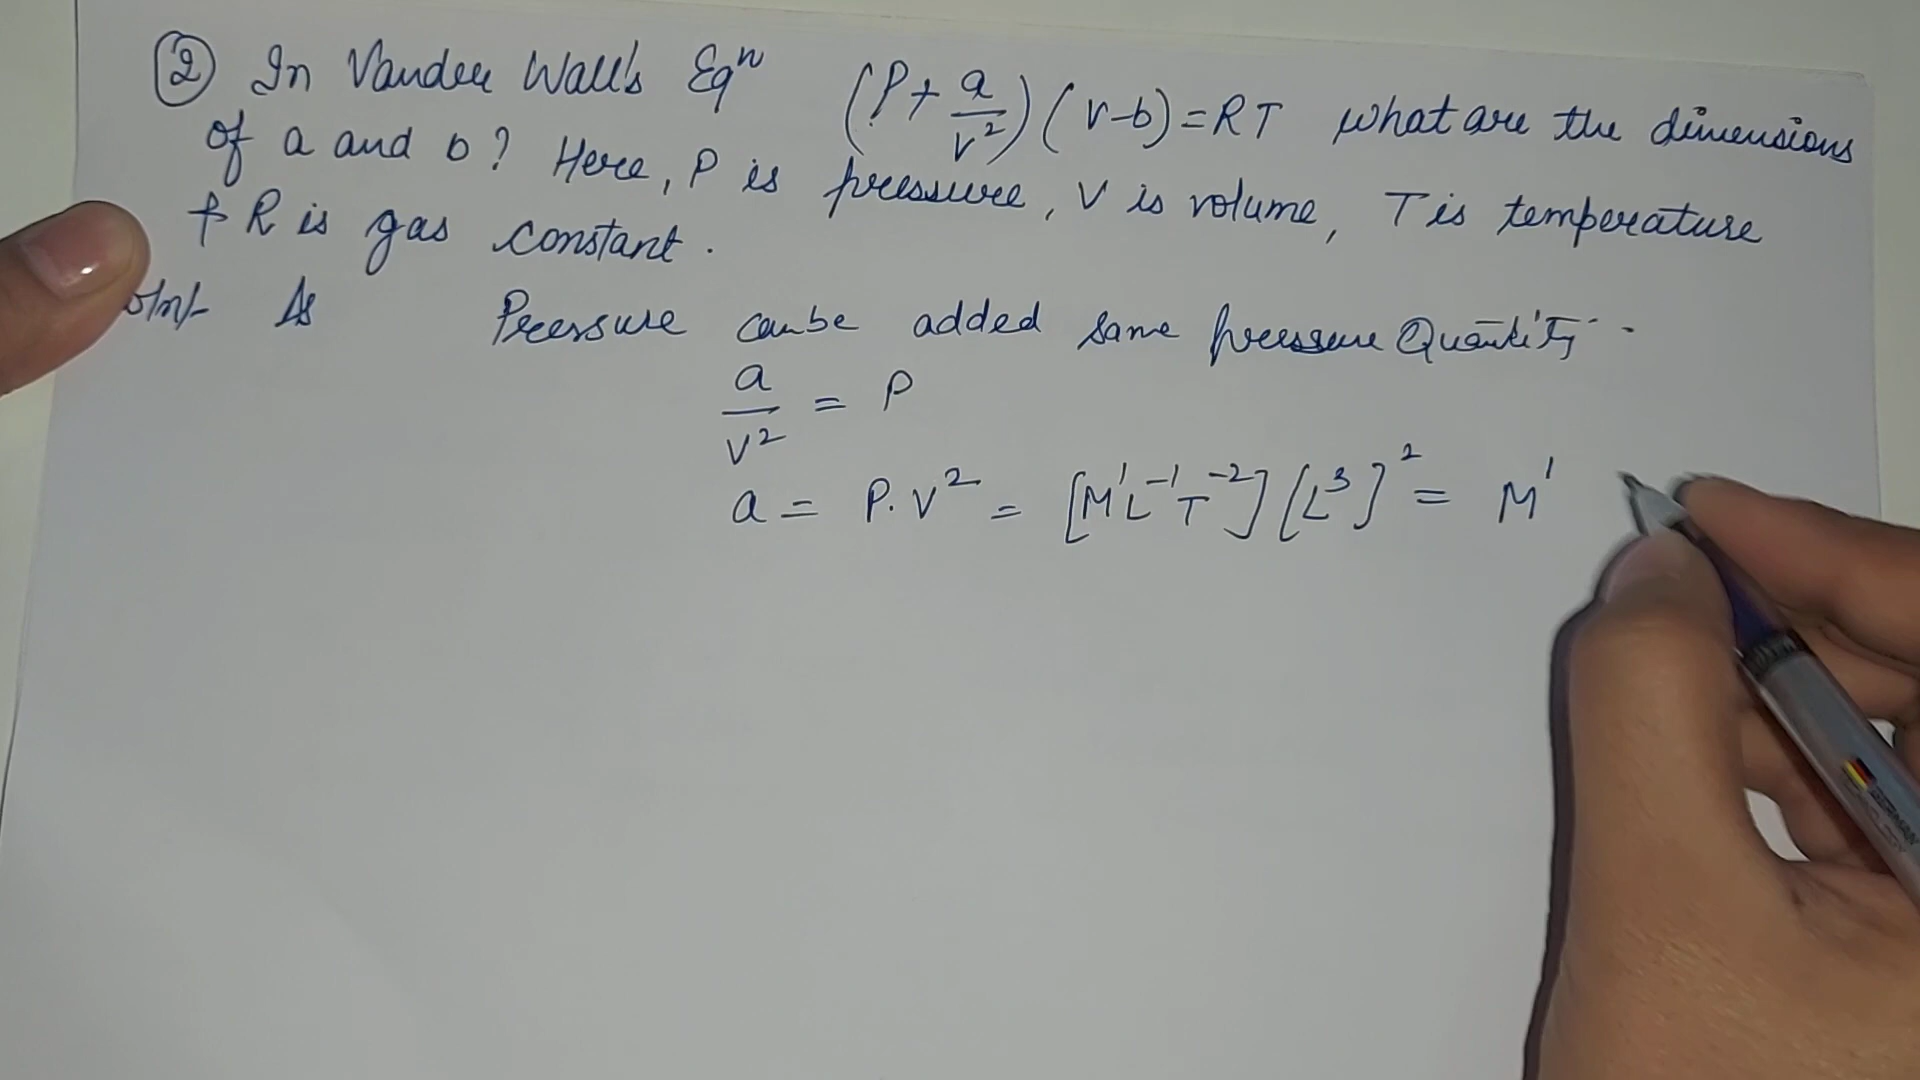 ② In Vander Wall's Eqⁿ (P + a/v²) (v-b) = RT what are the dimensions
of a and b? Here, P is pressure, V is volume, T is temperature
+ R is gas constant.
Soln/- As Pressure can be added same pressure Quantity.
a/v² = P
a = P.V² = [M¹L⁻¹T⁻²] [L³]² = M¹
GERMAN